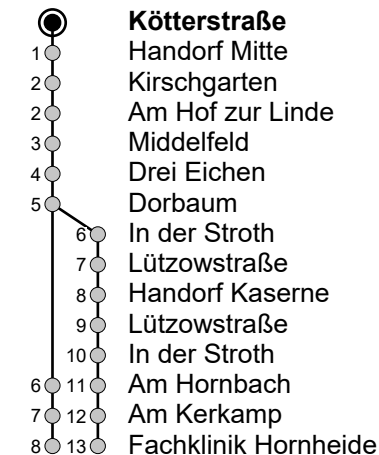 Kötterstraße
1 Handorf Mitte
2 Kirschgarten
2 Am Hof zur Linde
3 Middelfeld
4 Drei Eichen
5 Dorbaum
6 In der Stroth
7 Lützowstraße
8 Handorf Kaserne
9 Lützowstraße
10 In der Stroth
6 11 Am Hornbach
7 12 Am Kerkamp
8 13 Fachklinik Hornheide